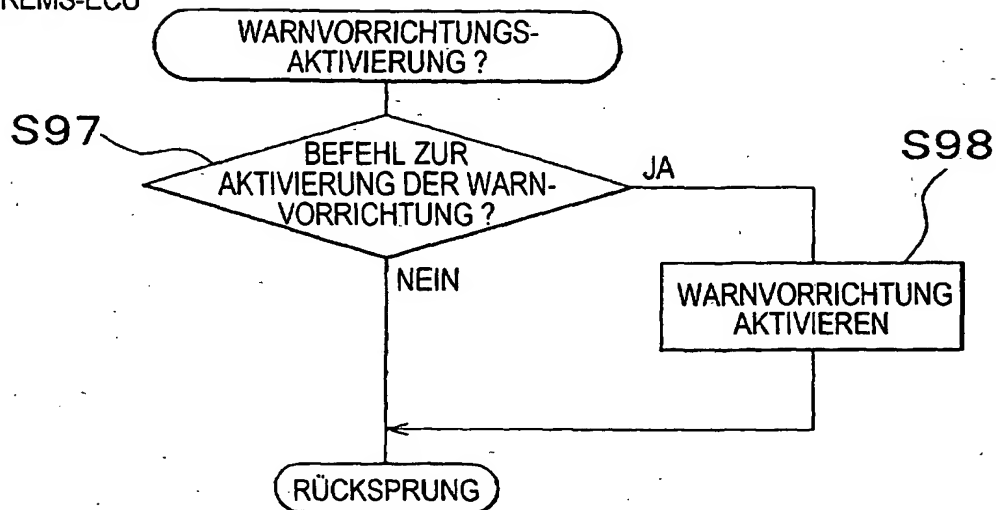 WARNVORRICHTUNGS-
AKTIVIERUNG ?
S97
BEFEHL ZUR
AKTIVIERUNG DER WARN-
VORRICHTUNG ?
JA
S98
NEIN
WARNVORRICHTUNG
AKTIVIEREN
RÜCKSPRUNG